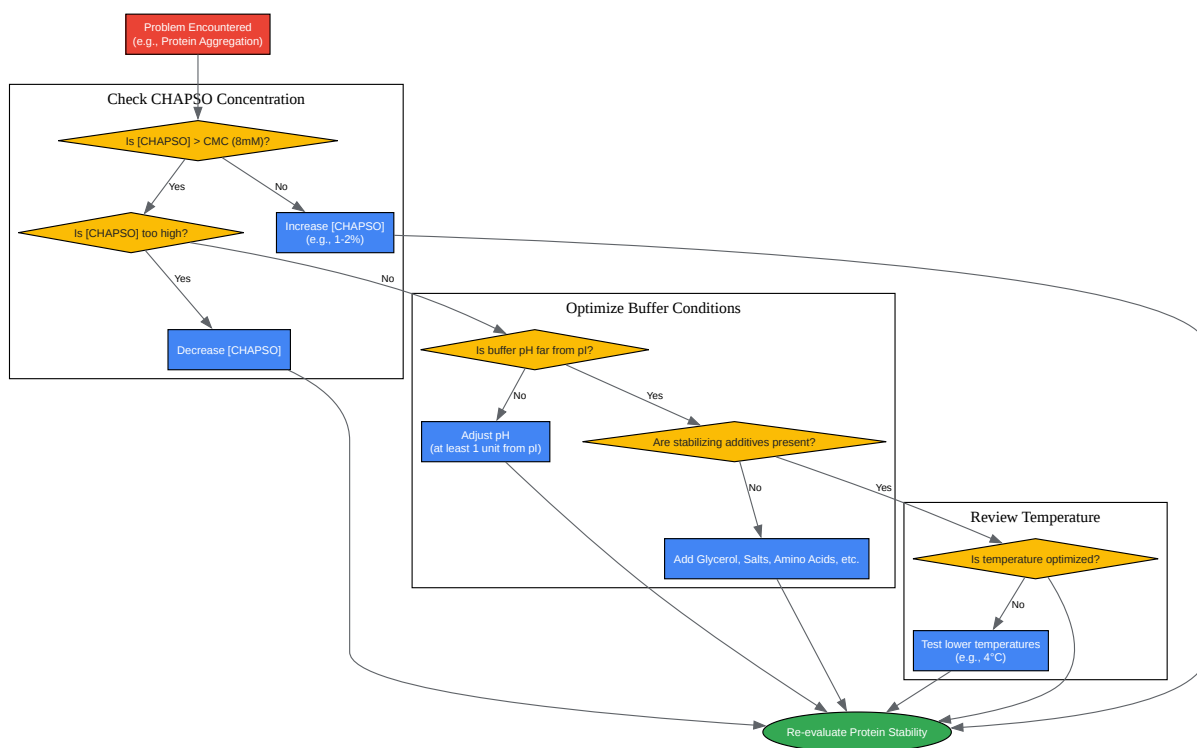 Problem Encountered
(e.g., Protein Aggregation)
Check CHAPSO Concentration
Is [CHAPSO] > CMC (8mM)?
Yes
No
Is [CHAPSO] too high?
Increase [CHAPSO]
(e.g., 1-2%)
Yes
No
Decrease [CHAPSO]
Optimize Buffer Conditions
Is buffer pH far from pI?
No
Yes
Adjust pH
(at least 1 unit from pI)
Are stabilizing additives present?
No
Yes
Add Glycerol, Salts, Amino Acids, etc.
Review Temperature
Is temperature optimized?
No
Test lower temperatures
(e.g., 4°C)
Re-evaluate Protein Stability